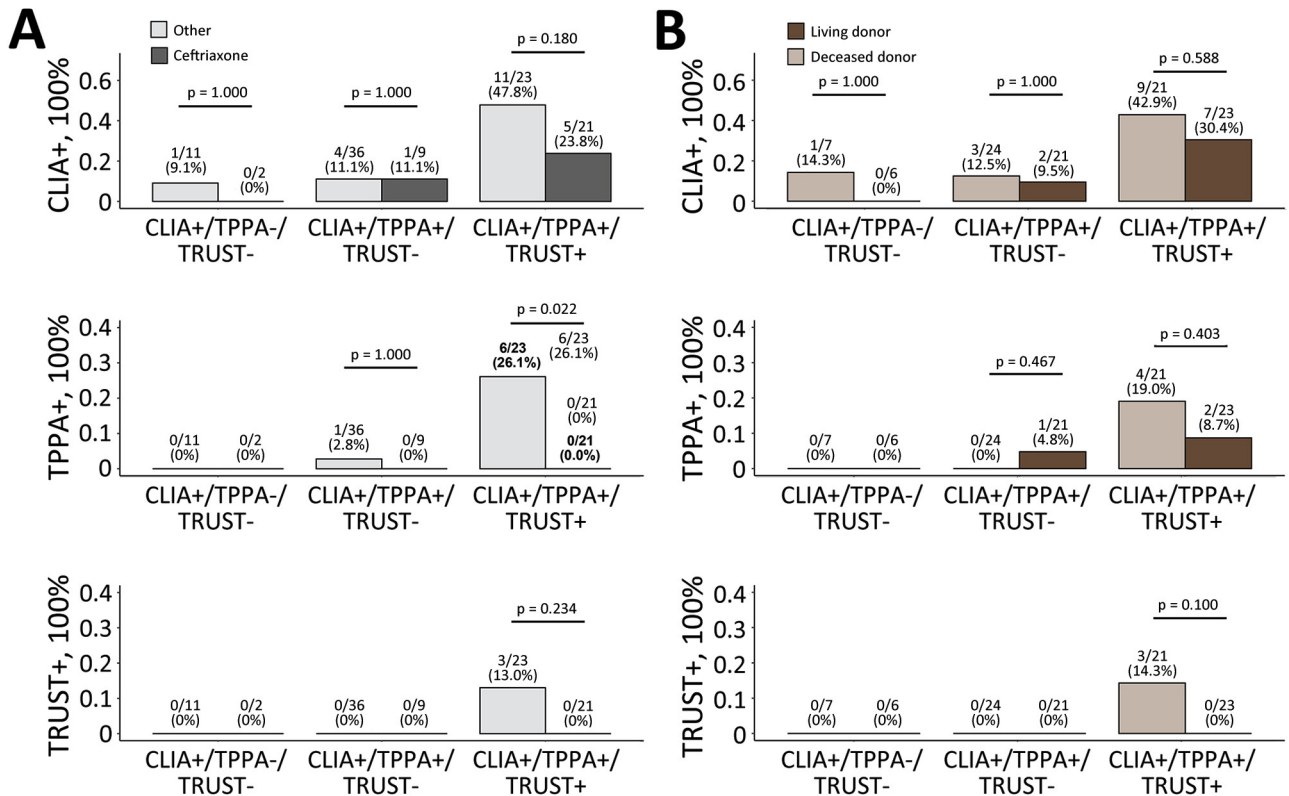 A
Other
Ceftriaxone
CLIA+, 100%
0.6
0.4
0.2
0
p = 1.000
1/11
(9.1%)
0/2
(0%)
p = 1.000
4/36
(11.1%)
1/9
(11.1%)
p = 0.180
11/23
(47.8%)
5/21
(23.8%)
CLIA+/TPPA-/
TRUST-
CLIA+/TPPA+/
TRUST-
CLIA+/TPPA+/
TRUST+
TPPA+, 100%
0.4
0.3
0.2
0.1
0
0/11
(0%)
0/2
(0%)
p = 1.000
1/36
(2.8%)
0/9
(0%)
p = 0.022
6/23
(26.1%)
6/23
(26.1%)
0/21
(0%)
0/21
(0.0%)
CLIA+/TPPA-/
TRUST-
CLIA+/TPPA+/
TRUST-
CLIA+/TPPA+/
TRUST+
TRUST+, 100%
0.4
0.3
0.2
0.1
0
0/11
(0%)
0/2
(0%)
0/36
(0%)
0/9
(0%)
p = 0.234
3/23
(13.0%)
0/21
(0%)
CLIA+/TPPA-/
TRUST-
CLIA+/TPPA+/
TRUST-
CLIA+/TPPA+/
TRUST+
B
Living donor
Deceased donor
CLIA+, 100%
0.6
0.4
0.2
0
p = 1.000
1/7
(14.3%)
0/6
(0%)
p = 1.000
3/24
(12.5%)
2/21
(9.5%)
p = 0.588
9/21
(42.9%)
7/23
(30.4%)
CLIA+/TPPA-/
TRUST-
CLIA+/TPPA+/
TRUST-
CLIA+/TPPA+/
TRUST+
TPPA+, 100%
0.4
0.3
0.2
0.1
0
0/7
(0%)
0/6
(0%)
p = 0.467
0/24
(0%)
1/21
(4.8%)
p = 0.403
4/21
(19.0%)
2/23
(8.7%)
CLIA+/TPPA-/
TRUST-
CLIA+/TPPA+/
TRUST-
CLIA+/TPPA+/
TRUST+
TRUST+, 100%
0.4
0.3
0.2
0.1
0
0/7
(0%)
0/6
(0%)
0/24
(0%)
0/21
(0%)
p = 0.100
3/21
(14.3%)
0/23
(0%)
CLIA+/TPPA-/
TRUST-
CLIA+/TPPA+/
TRUST-
CLIA+/TPPA+/
TRUST+